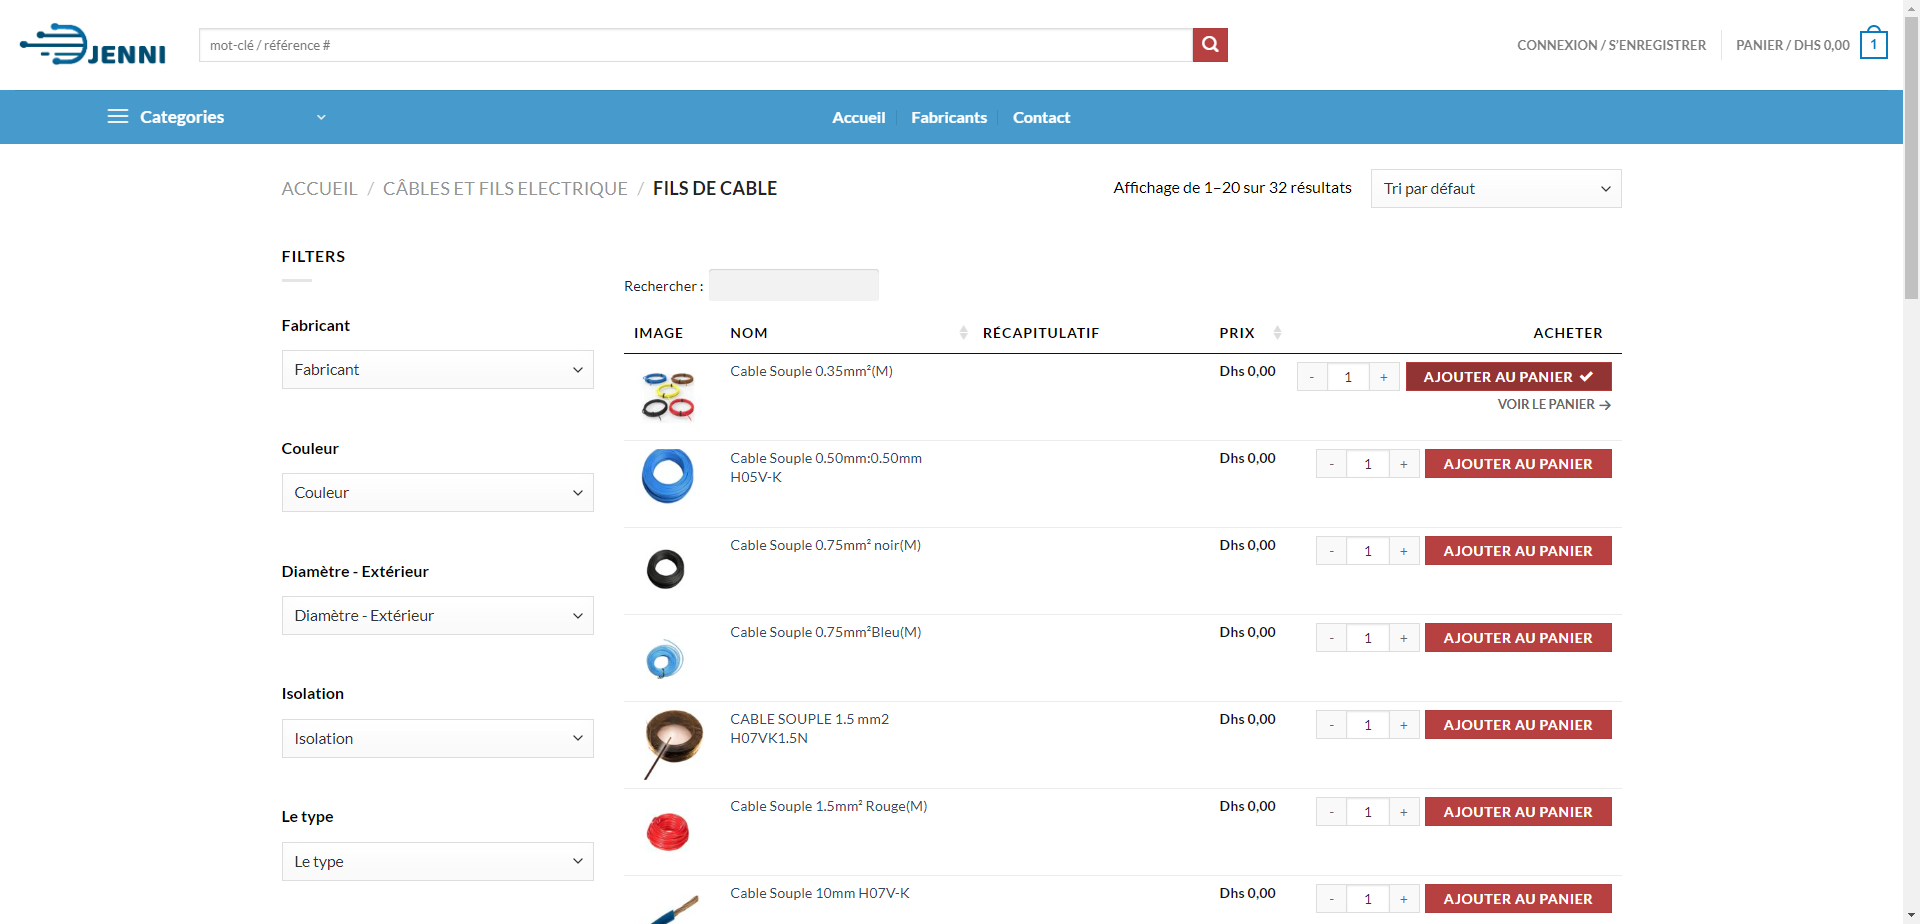 JENNI
mot-clé / référence #
CONNEXION / S'ENREGISTRER
PANIER / DHS 0,00
1
Categories
Accueil
Fabricants
Contact
ACCUEIL / CÂBLES ET FILS ELECTRIQUE / FILS DE CABLE
Affichage de 1–20 sur 32 résultats
Tri par défaut
FILTERS
Fabricant
Fabricant
Couleur
Couleur
Diamètre - Extérieur
Diamètre - Extérieur
Isolation
Isolation
Le type
Le type
Rechercher :
IMAGE NOM RÉCAPITULATIF PRIX ACHETER
Cable Souple 0.35mm²(M) Dhs 0,00 - 1 + AJOUTER AU PANIER
VOIR LE PANIER
Cable Souple 0.50mm:0.50mm Dhs 0,00 - 1 + AJOUTER AU PANIER
H05V-K
Cable Souple 0.75mm² noir(M) Dhs 0,00 - 1 + AJOUTER AU PANIER
Cable Souple 0.75mm²Bleu(M) Dhs 0,00 - 1 + AJOUTER AU PANIER
CABLE SOUPLE 1.5 mm2 Dhs 0,00 - 1 + AJOUTER AU PANIER
H07VK1.5N
Cable Souple 1.5mm² Rouge(M) Dhs 0,00 - 1 + AJOUTER AU PANIER
Cable Souple 10mm H07V-K Dhs 0,00 - 1 + AJOUTER AU PANIER